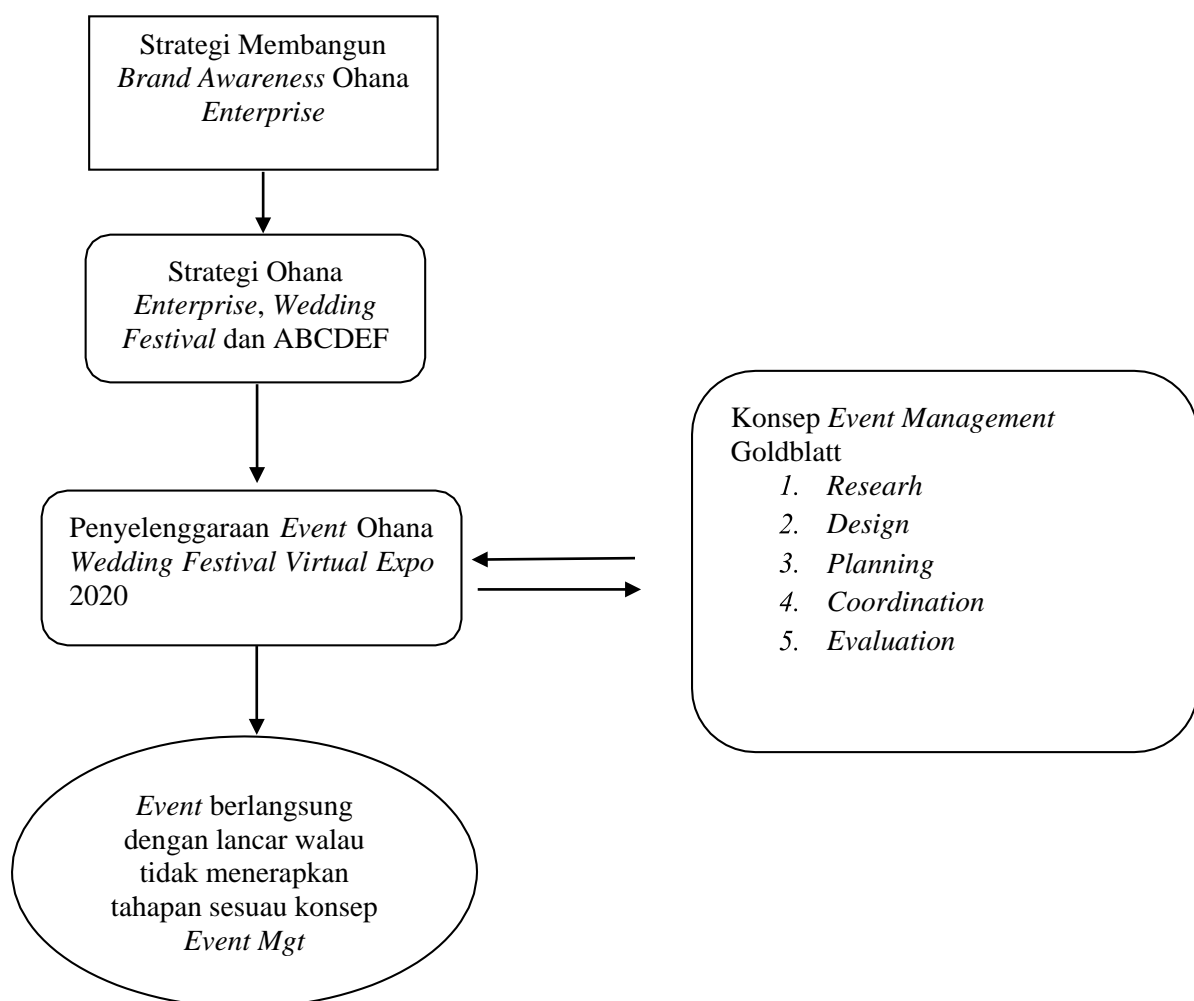 Strategi Membangun
Brand Awareness Ohana
Enterprise
Strategi Ohana
Enterprise, Wedding
Festival dan ABCDEF
Penyelenggaraan Event Ohana
Wedding Festival Virtual Expo
2020
Konsep Event Management
Goldblatt
1. Researh
2. Design
3. Planning
4. Coordination
5. Evaluation
Event berlangsung
dengan lancar walau
tidak menerapkan
tahapan sesuau konsep
Event Mgt